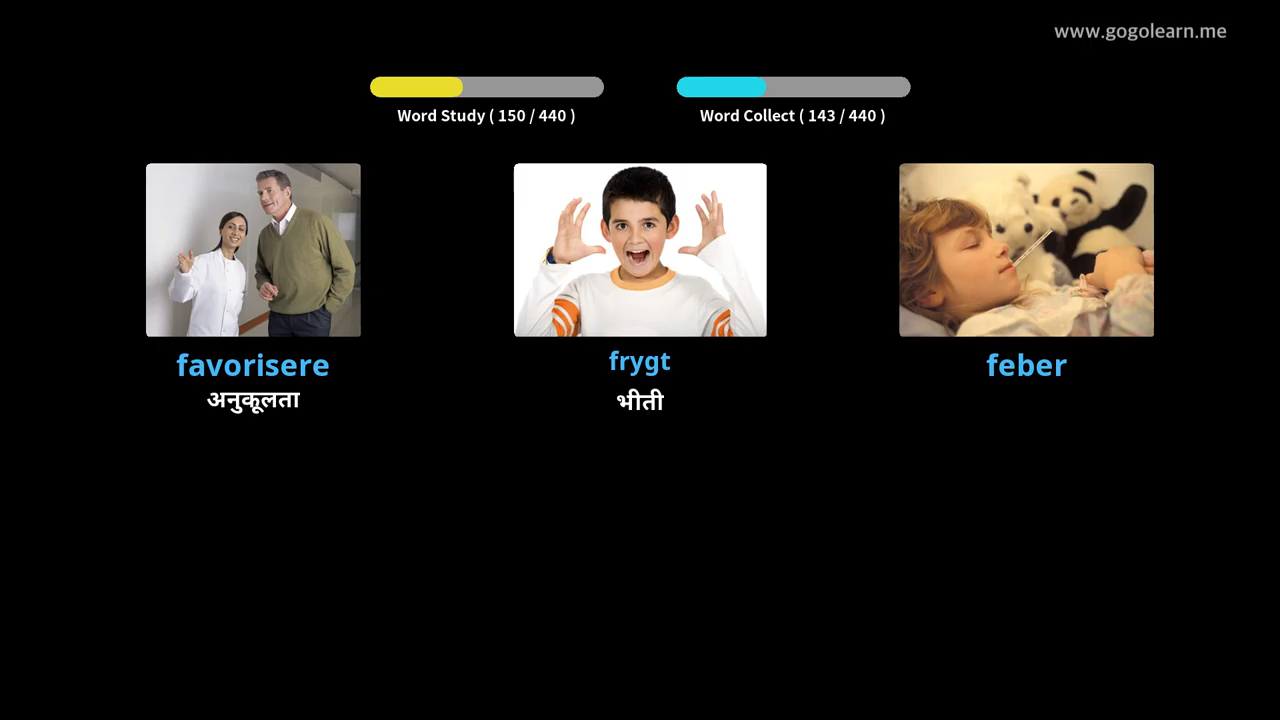 www.gogolearn.me
Word Study ( 150 / 440 )
Word Collect ( 143 / 440 )
favorisere
अनुकूलता
frygt
भीती
feber